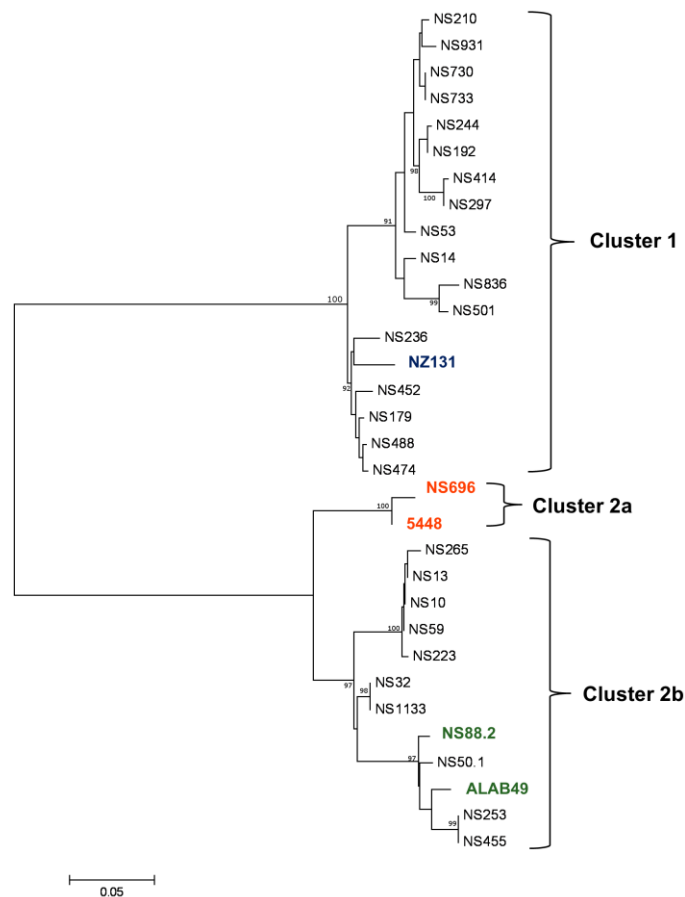 NS210
NS931
NS730
NS733
NS244
NS192
98
NS414
100
NS297
91
NS53
Cluster 1
NS14
NS836
99
NS501
100
NS236
NZ131
92
NS452
NS179
NS488
NS474
NS696
100
Cluster 2a
5448
NS265
NS13
NS10
100
NS59
NS223
97
NS32
98
NS1133
Cluster 2b
NS88.2
97
NS50.1
ALAB49
NS253
99
NS455
0.05